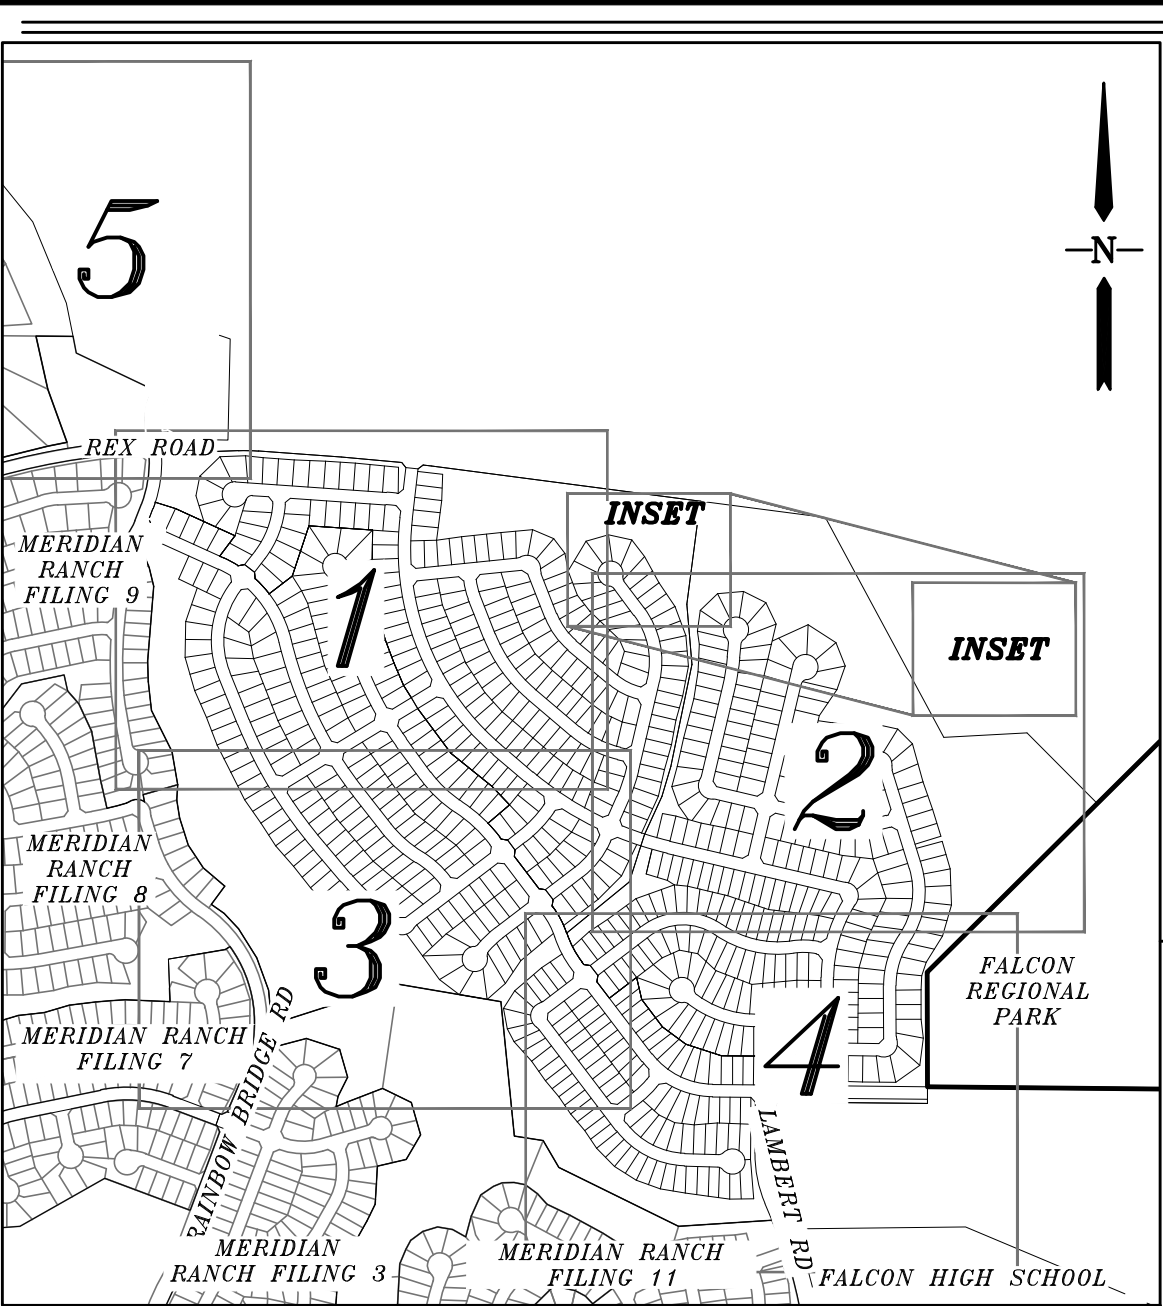 5
N
REX ROAD
INSET
MERIDIAN
RANCH
FILING 9
1
INSET
2
MERIDIAN
RANCH
FILING 8
3
FALCON
REGIONAL
PARK
MERIDIAN RANCH
FILING 7
4
RAINBOW BRIDGE RD
LAMBERT RD
MERIDIAN
RANCH FILING 3
MERIDIAN RANCH
FILING 11
FALCON HIGH SCHOOL